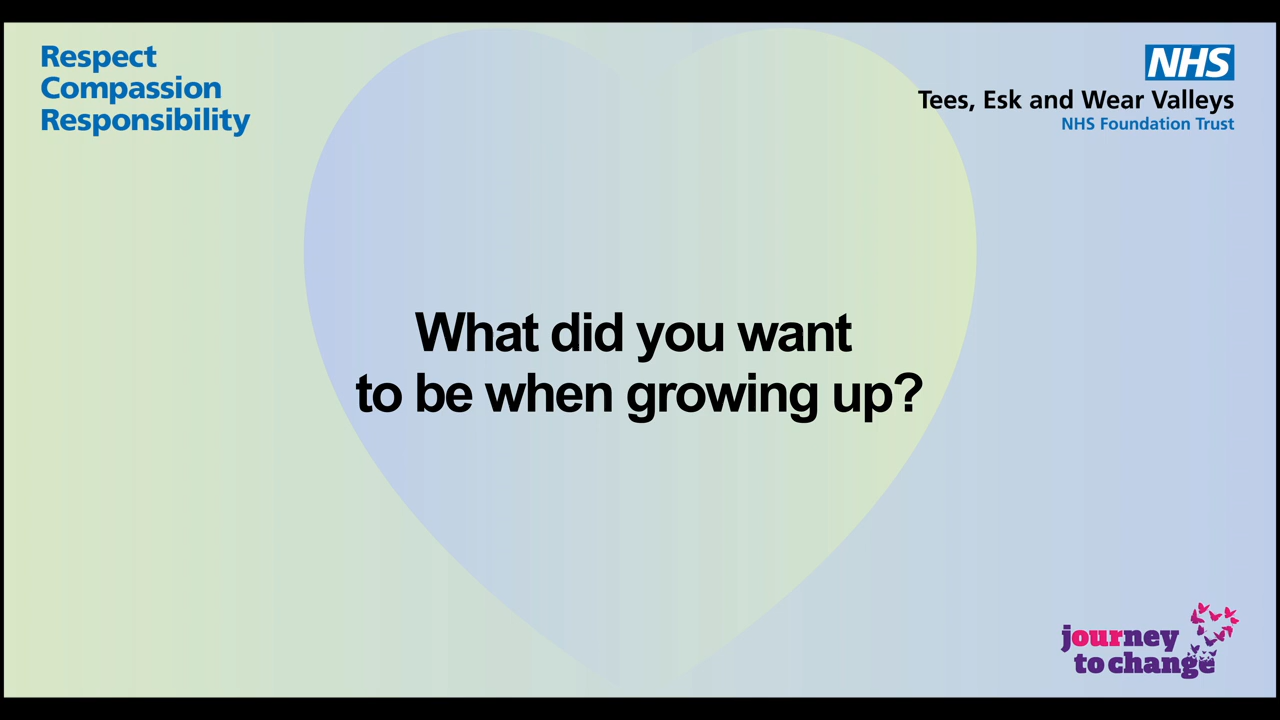 Respect
Compassion
Responsibility
NHS
Tees, Esk and Wear Valleys
NHS Foundation Trust
What did you want
to be when growing up?
journey
to change